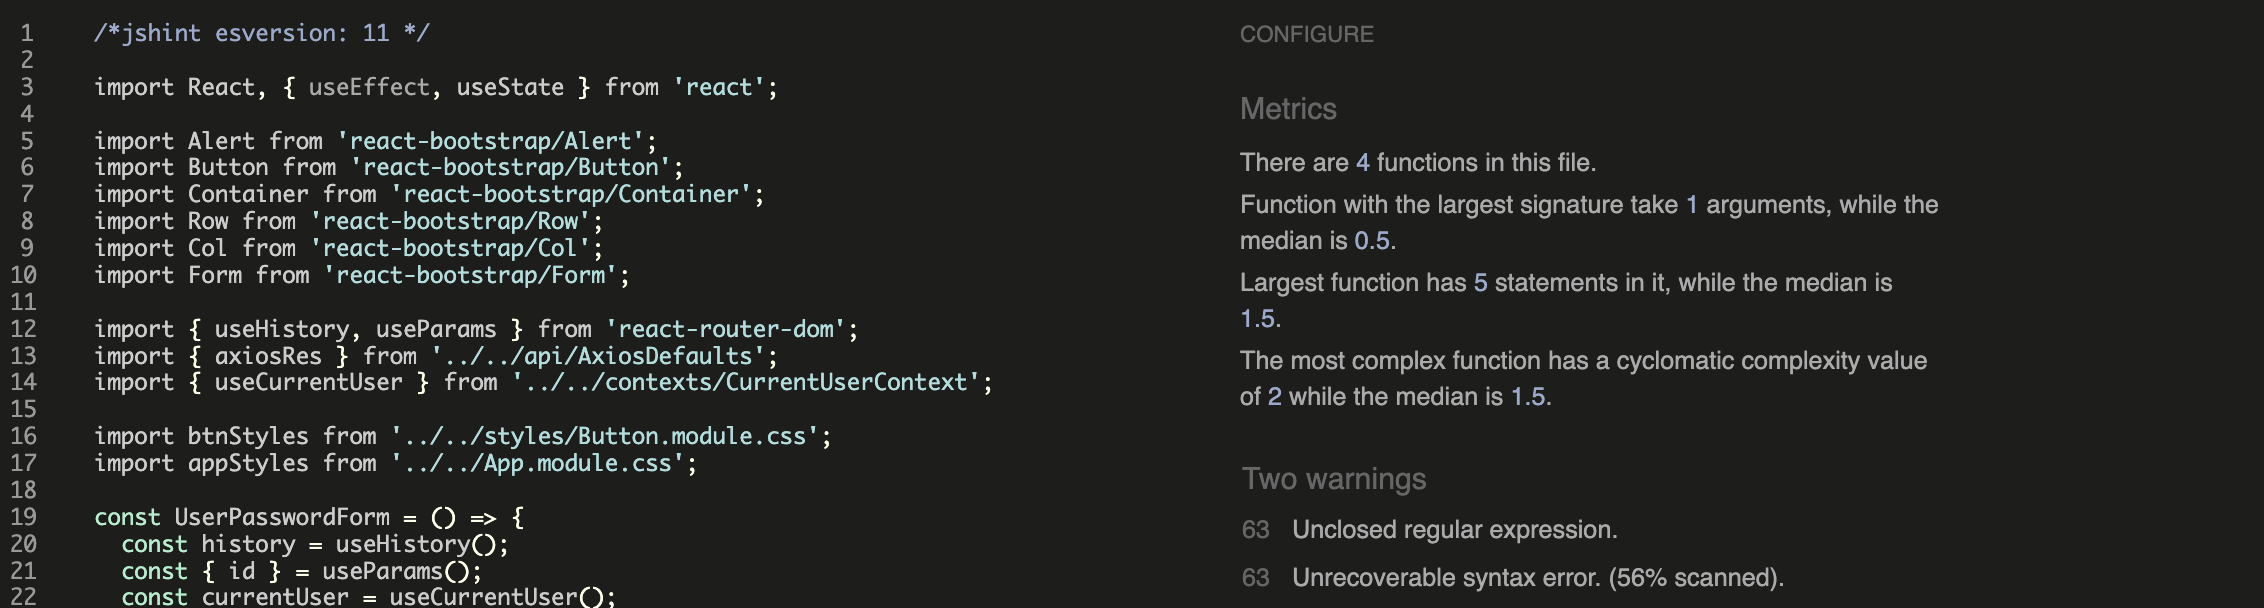 1 /*jshint esversion: 11 */
2
3 import React, { useEffect, useState } from 'react';
4
5 import Alert from 'react-bootstrap/Alert';
6 import Button from 'react-bootstrap/Button';
7 import Container from 'react-bootstrap/Container';
8 import Row from 'react-bootstrap/Row';
9 import Col from 'react-bootstrap/Col';
10 import Form from 'react-bootstrap/Form';
11
12 import { useHistory, useParams } from 'react-router-dom';
13 import { axiosRes } from '../../api/AxiosDefaults';
14 import { useCurrentUser } from '../../contexts/CurrentUserContext';
15
16 import btnStyles from '../../styles/Button.module.css';
17 import appStyles from '../../App.module.css';
18
19 const UserPasswordForm = () => {
20   const history = useHistory();
21   const { id } = useParams();
22   const currentUser = useCurrentUser();
CONFIGURE
Metrics
There are 4 functions in this file.
Function with the largest signature take 1 arguments, while the
median is 0.5.
Largest function has 5 statements in it, while the median is
1.5.
The most complex function has a cyclomatic complexity value
of 2 while the median is 1.5.
Two warnings
63 Unclosed regular expression.
63 Unrecoverable syntax error. (56% scanned).